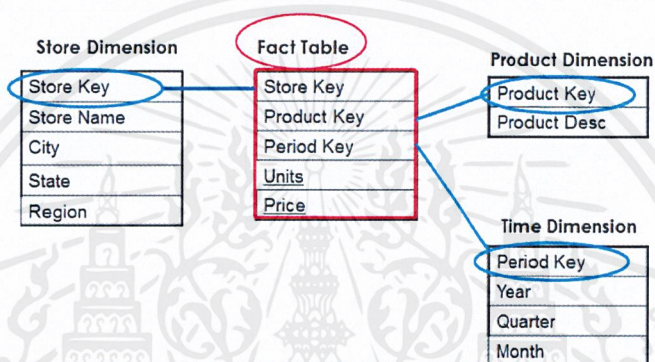 Store Dimension
Store Key
Store Name
City
State
Region
Fact Table
Store Key
Product Key
Period Key
Units
Price
Product Dimension
Product Key
Product Desc
Time Dimension
Period Key
Year
Quarter
Month